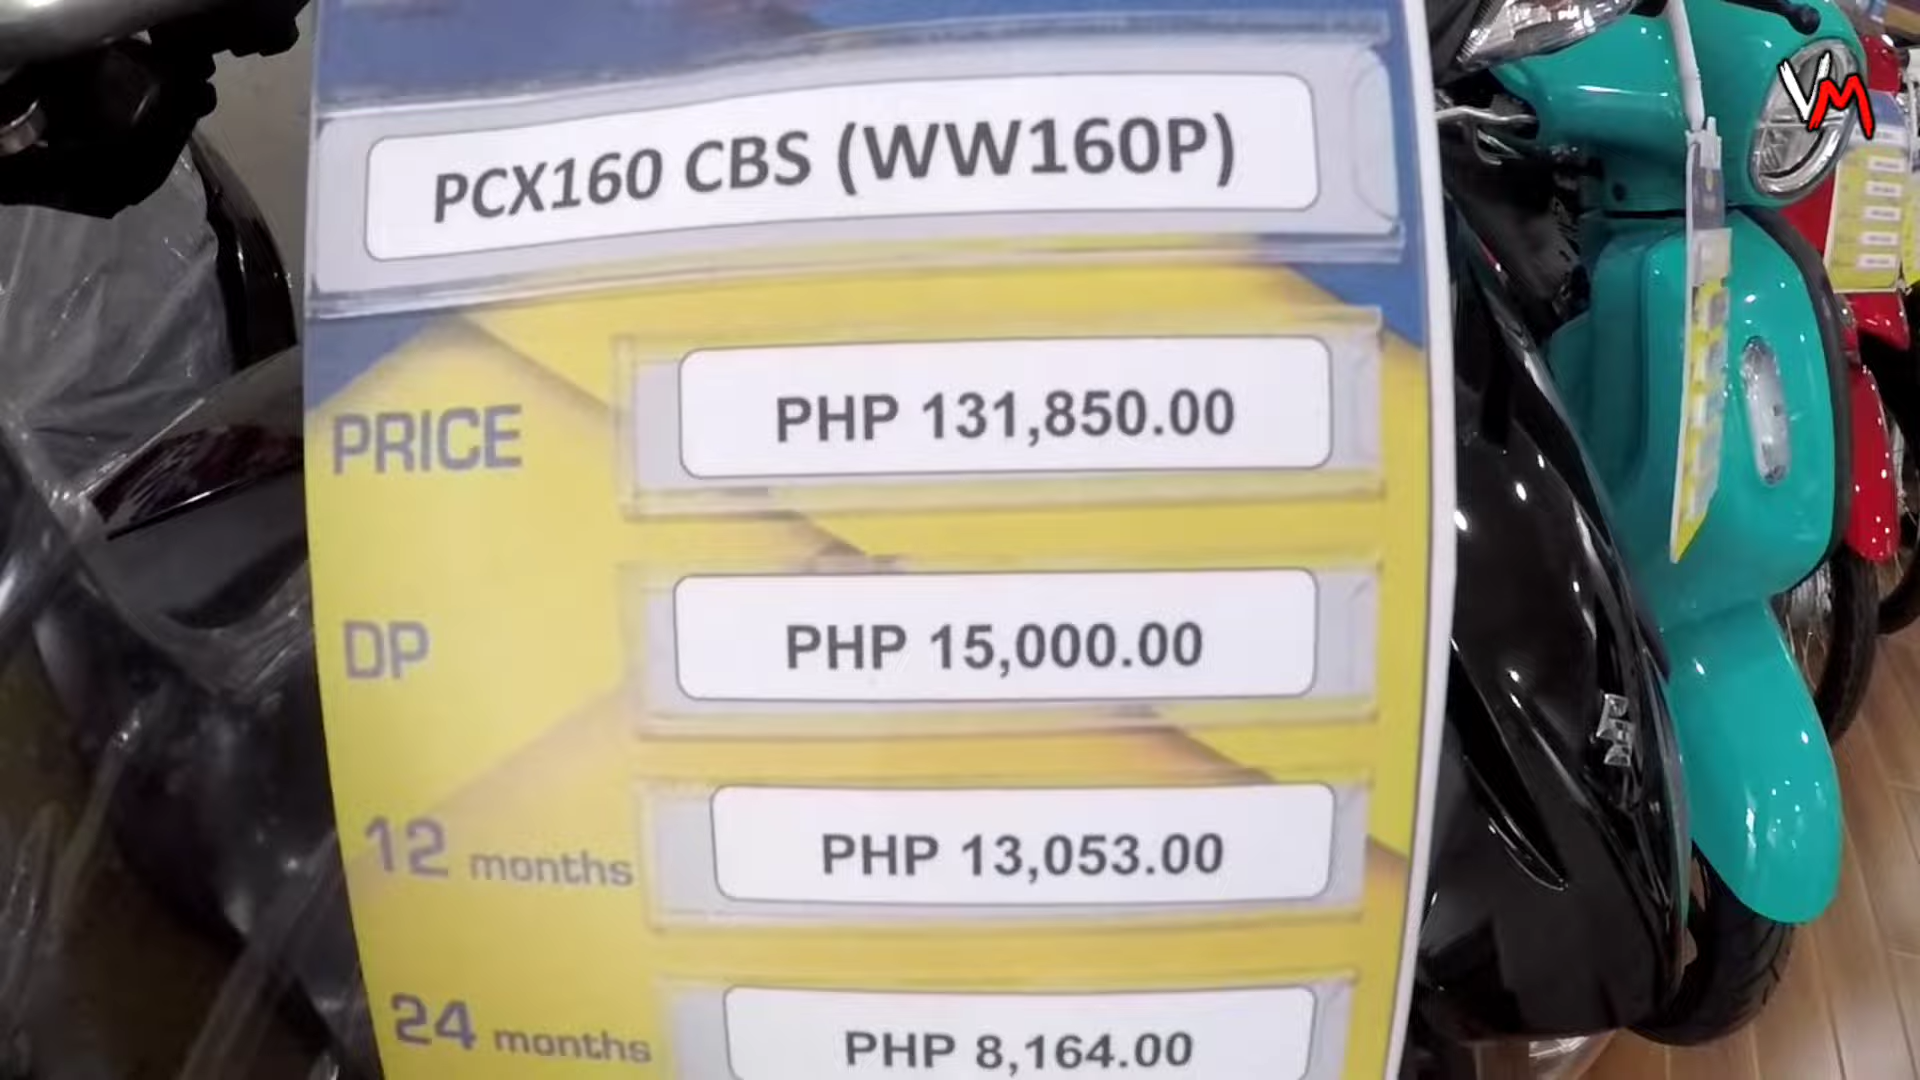 VM
PCX160 CBS (WW160P)
PRICE PHP 131,850.00
DP PHP 15,000.00
12 months PHP 13,053.00
24 months PHP 8,164.00